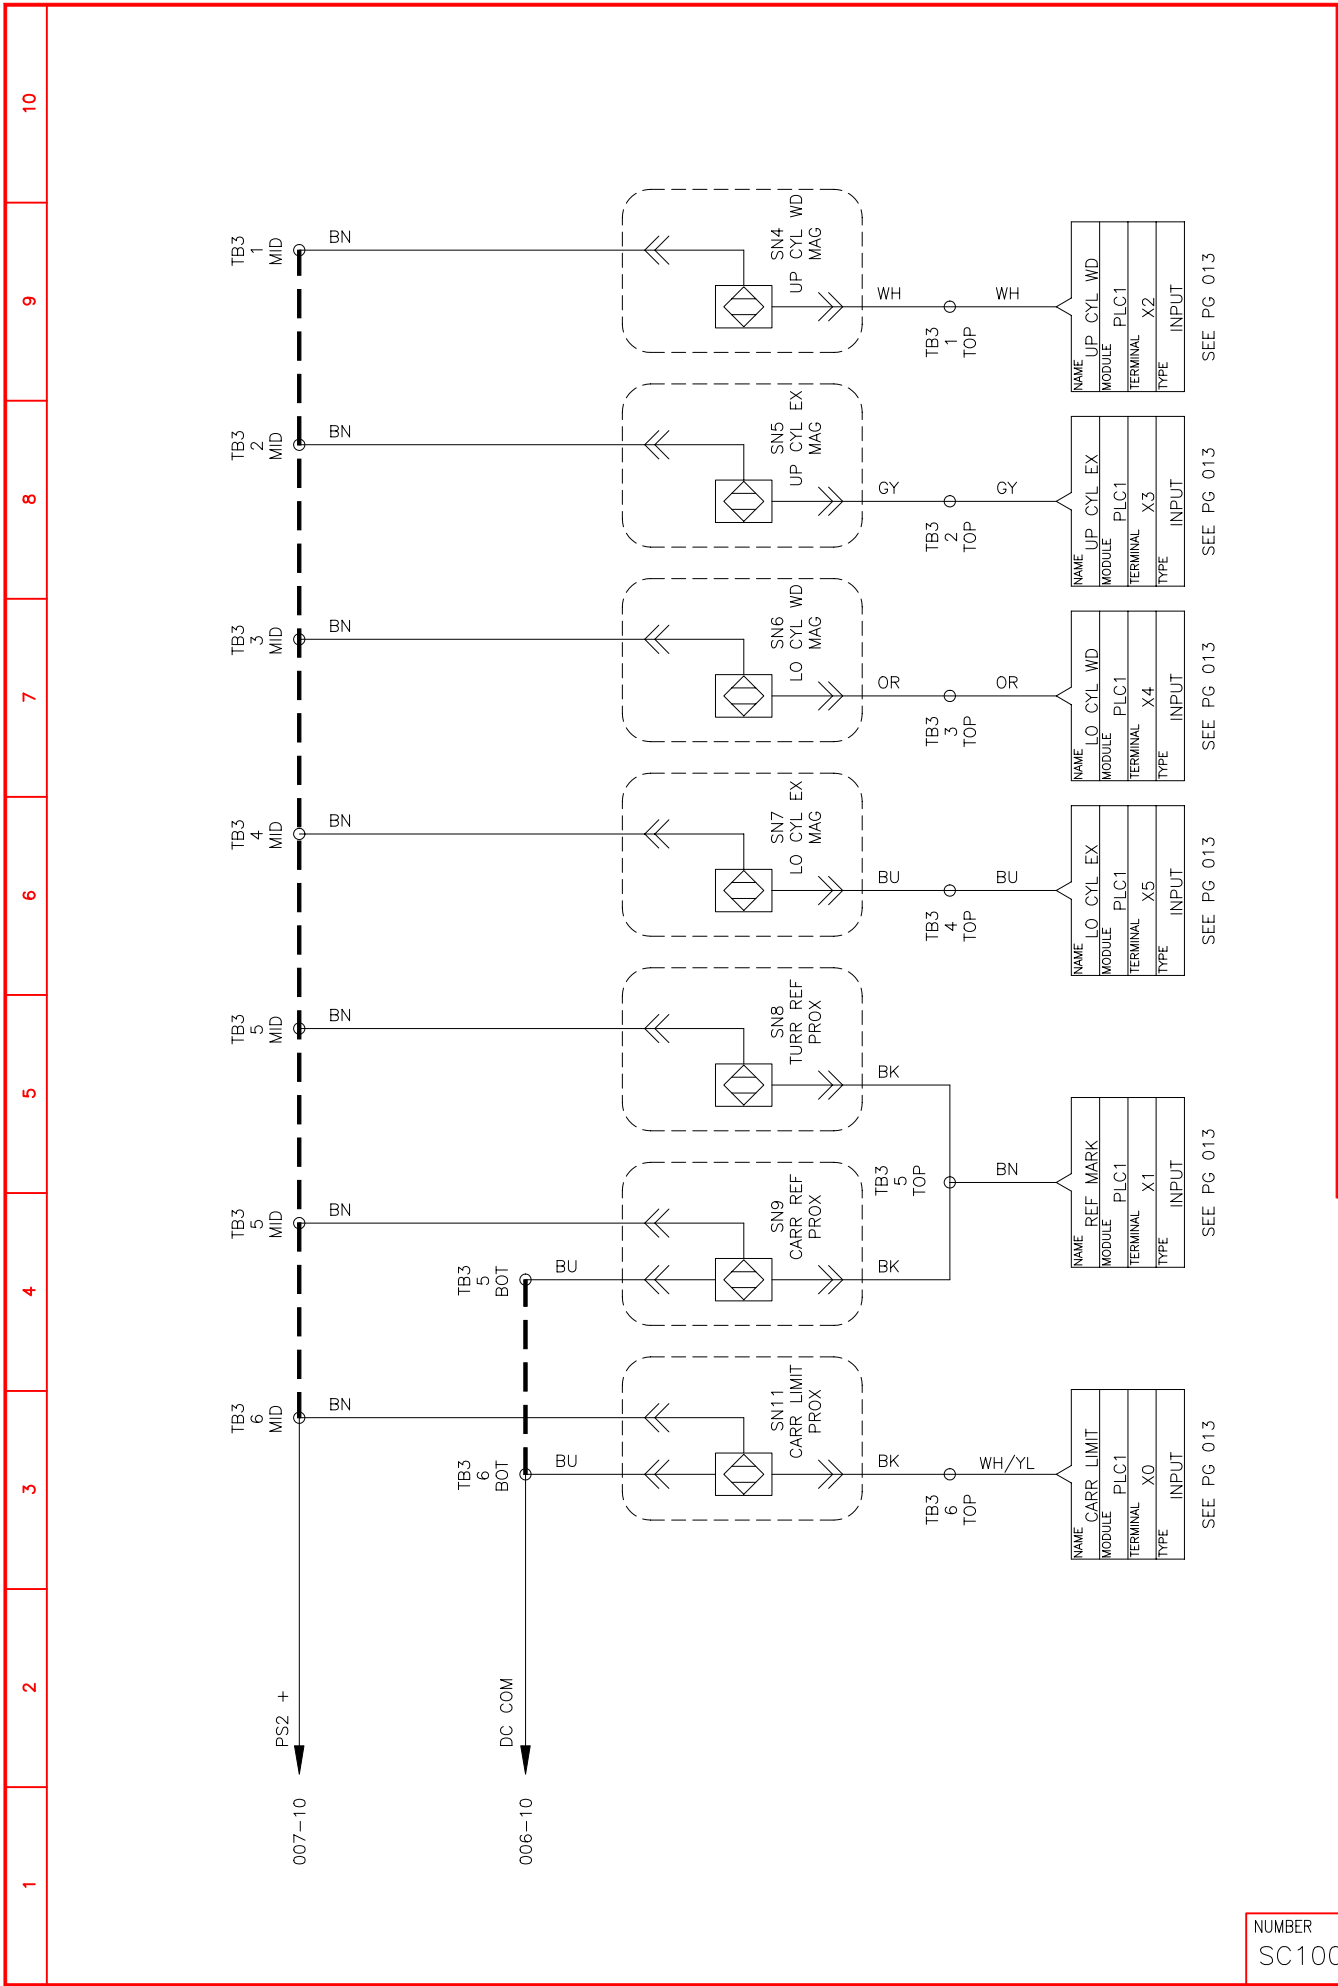 10
9
8
7
6
5
4
3
2
1
TB3
1
MID
BN
SN4
UP CYL WD
MAG
WH
TB3
1
TOP
WH
NAME
UP CYL WD
MODULE
PLC1
TERMINAL
X2
TYPE
INPUT
SEE PG 013
TB3
2
MID
BN
SN5
UP CYL EX
MAG
GY
TB3
2
TOP
GY
NAME
UP CYL EX
MODULE
PLC1
TERMINAL
X3
TYPE
INPUT
SEE PG 013
TB3
3
MID
BN
SN6
LO CYL WD
MAG
OR
TB3
3
TOP
OR
NAME
LO CYL WD
MODULE
PLC1
TERMINAL
X4
TYPE
INPUT
SEE PG 013
TB3
4
MID
BN
SN7
LO CYL EX
MAG
BU
TB3
4
TOP
BU
NAME
LO CYL EX
MODULE
PLC1
TERMINAL
X5
TYPE
INPUT
SEE PG 013
TB3
5
MID
BN
SN8
TURR REF
PROX
BK
TB3
5
TOP
BN
NAME
REF MARK
MODULE
PLC1
TERMINAL
X1
TYPE
INPUT
SEE PG 013
TB3
5
MID
BN
TB3
5
BOT
BU
SN9
CARR REF
PROX
BK
TB3
6
MID
BN
TB3
6
BOT
BU
SN11
CARR LIMIT
PROX
BK
TB3
6
TOP
WH/YL
NAME
CARR LIMIT
MODULE
PLC1
TERMINAL
X0
TYPE
INPUT
SEE PG 013
PS2 +
007-10
DC COM
006-10
NUMBER
SC100